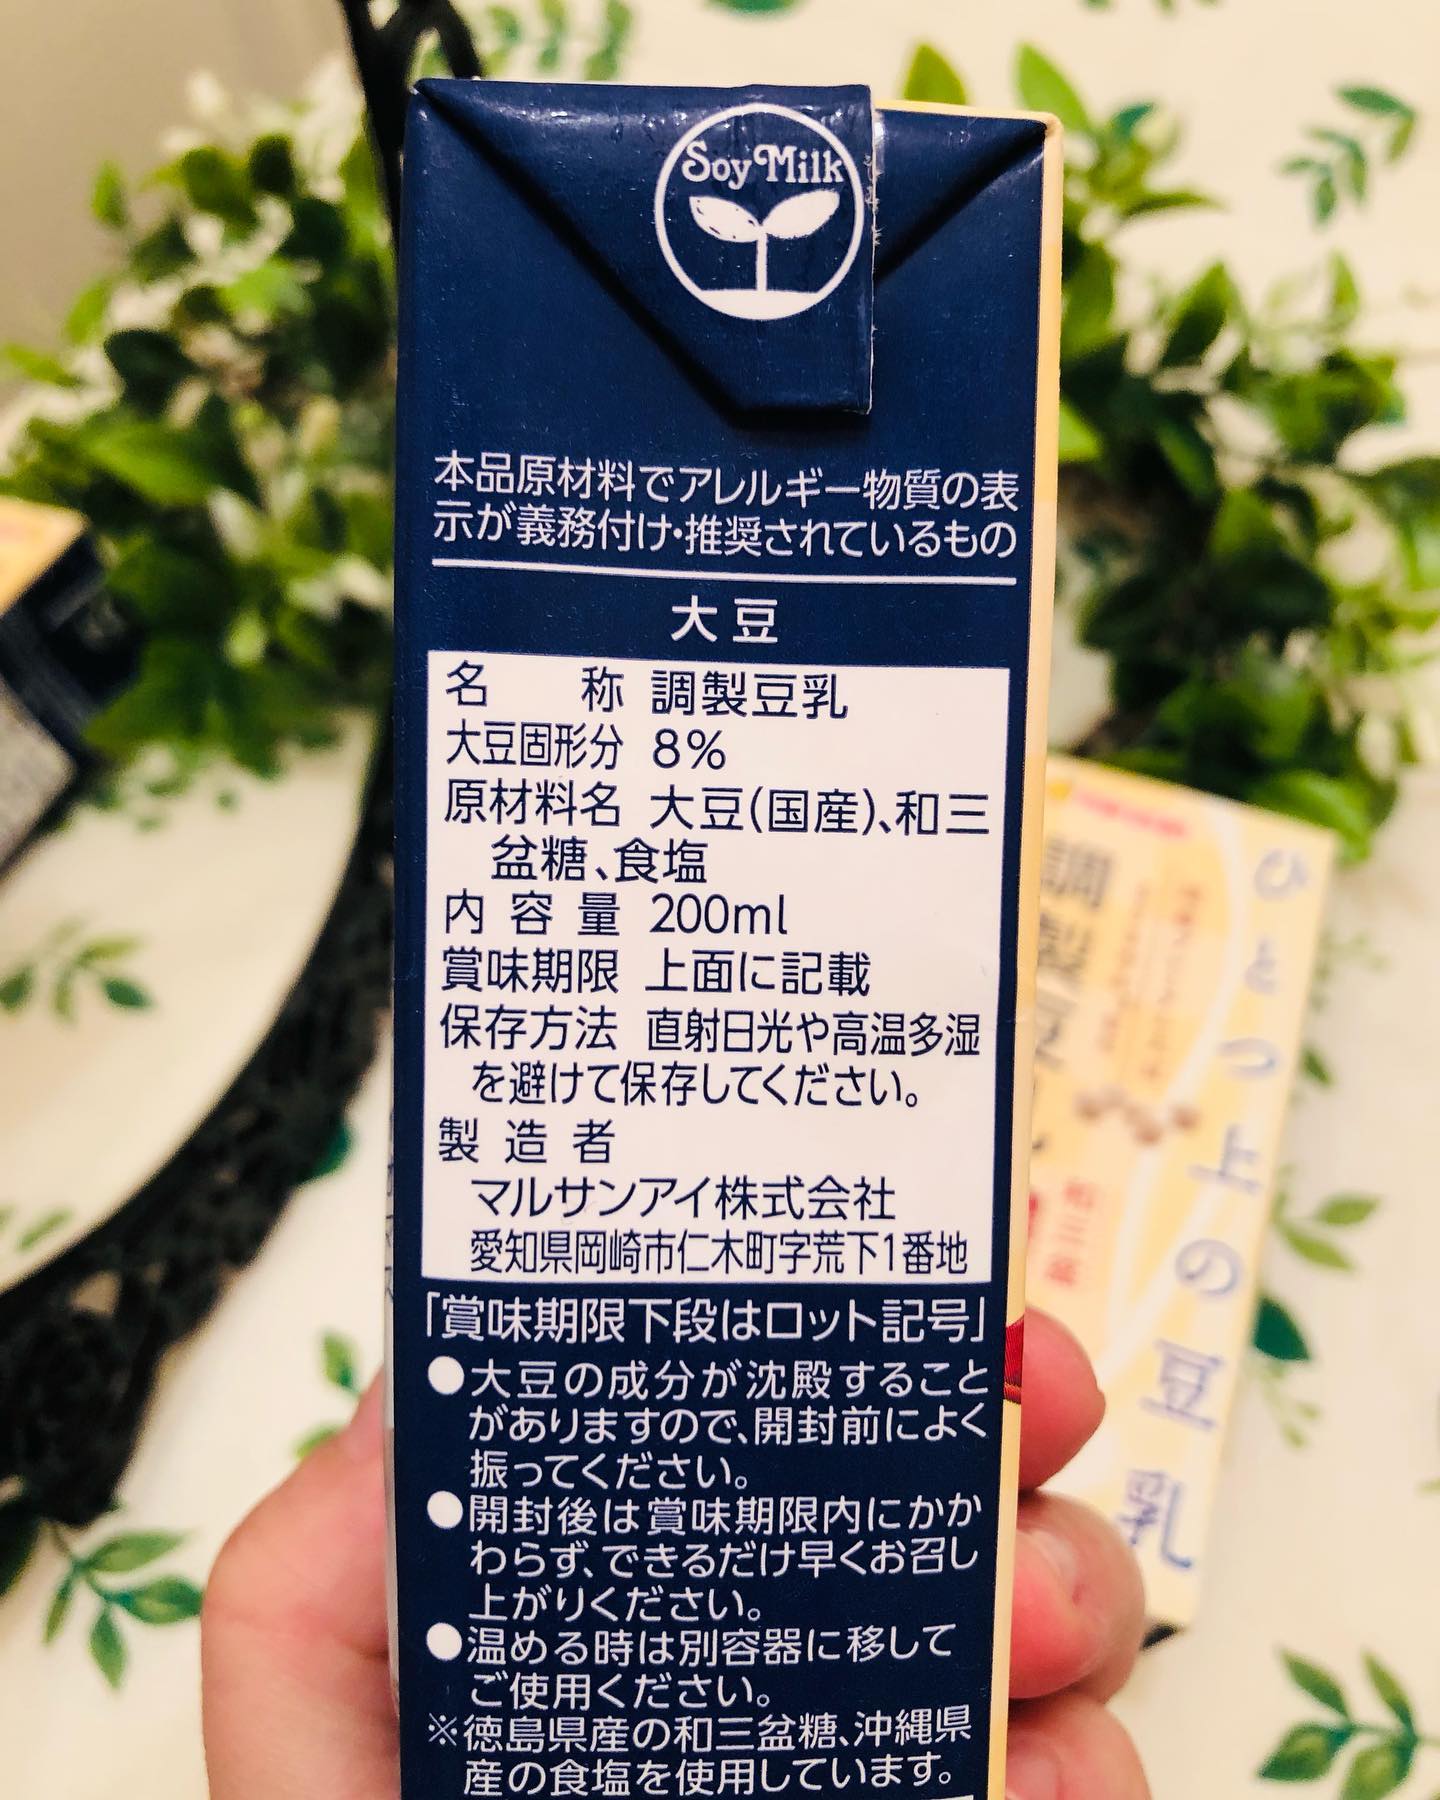 Soy Milk
本品原材料でアレルギー物質の表
示が義務付け・推奨されているもの
大豆
名 称 調製豆乳
大豆固形分 8%
原材料名 大豆(国産)、和三
盆糖、食塩
内容量 200ml
賞味期限 上面に記載
保存方法 直射日光や高温多湿
を避けて保存してください。
製造者
マルサンアイ株式会社
愛知県岡崎市仁木町字荒下1番地
「賞味期限下段はロット記号」
●大豆の成分が沈殿すること
がありますので、開封前によく
振ってください。
●開封後は賞味期限内にかか
わらず、できるだけ早くお召し
上がりください。
●温める時は別容器に移して
ご使用ください。
※徳島県産の和三盆糖、沖縄県
産の食塩を使用しています。
ひとつ上の豆乳
調製豆乳